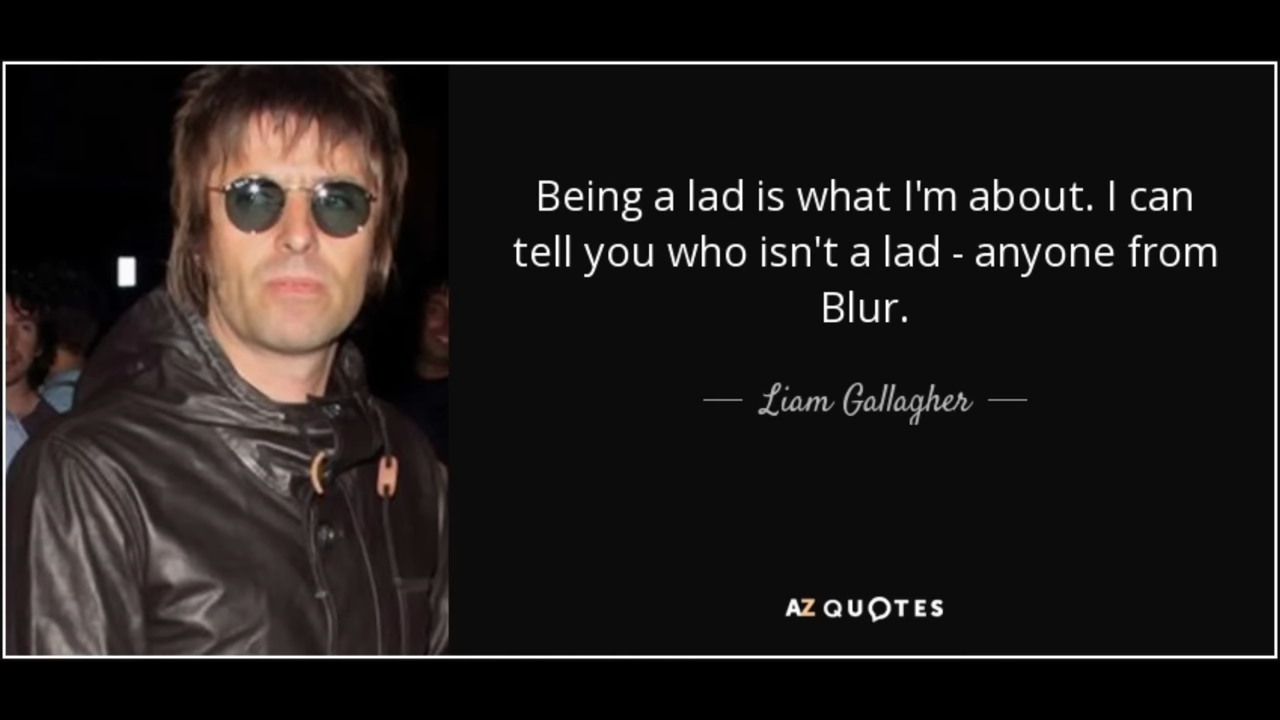 Being a lad is what I'm about. I can
tell you who isn't a lad - anyone from
Blur.
Liam Gallagher
AZ QUOTES